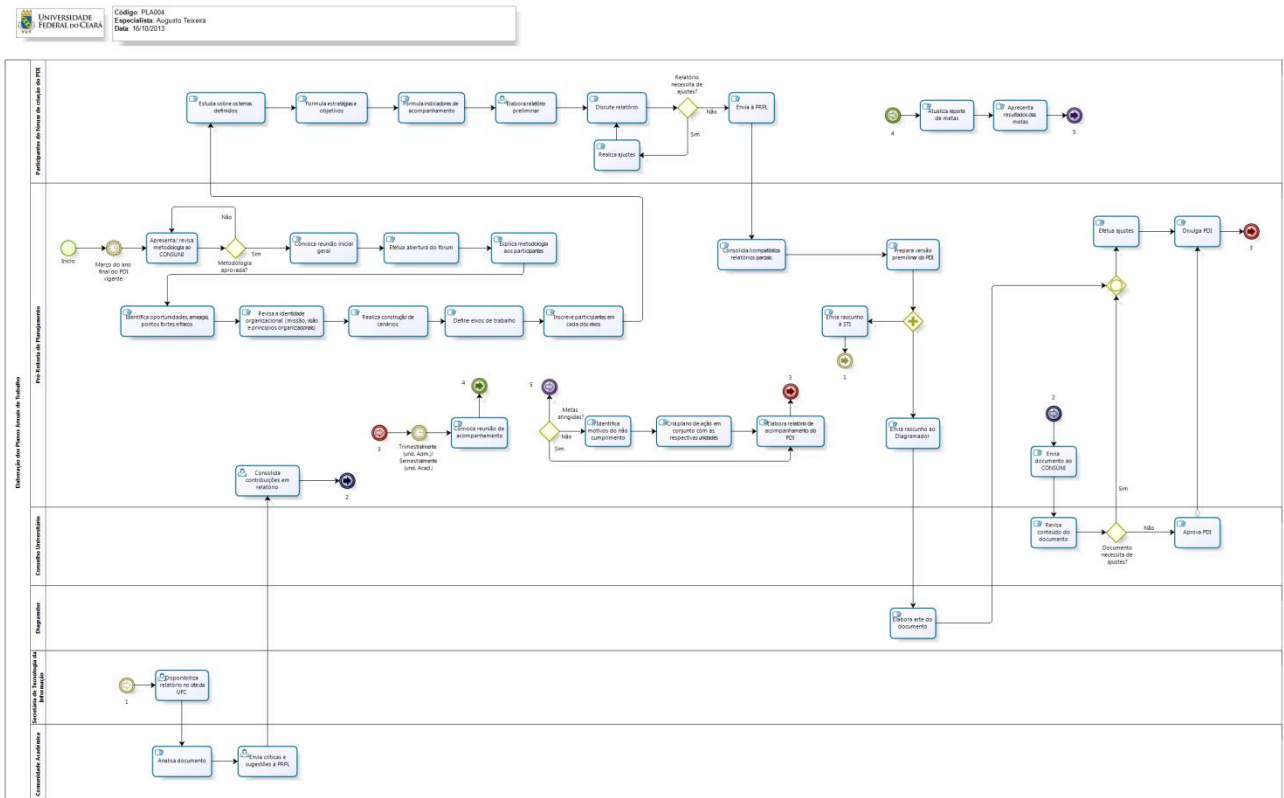 UNIVERSIDADE
FEDERAL DO CEARÁ
Código: PLA004
Especialista: Augusto Teixeira
Data: 16/10/2013
Elaboração dos Planos Anuais de Trabalho
Participantes do fórum de criação do PDI
Estuda sobre os temas
definidos
Formula estratégias e
objetivos
Formula indicadores de
acompanhamento
Elabora relatório
preliminar
Discute relatório
Relatório
necessita de
ajustes?
Não
Sim
Realiza ajustes
Envia à PRPL
4
Atualiza reporte
de metas
Apresenta
resultados das
metas
5
Pró-Reitoria de Planejamento
Início
Março do ano
final do PDI
vigente
Apresenta/ revisa
metodologia ao
CONSUNI
Não
Metodologia
aprovada?
Sim
Convoca reunião inicial
geral
Efetua abertura do fórum
Explica metodologia
aos participantes
Identifica oportunidades, ameaças,
pontos fortes e fracos
Revisa a identidade
organizacional (missão, visão
e princípios organizacionais)
Realiza construção de
cenários
Define eixos de trabalho
Inscreve participantes em
cada dos eixos
Consolida/compatibiliza
relatórios parciais
Prepara versão
premilinar do PDI
Envia rascunho
à STI
1
Envia rascunho ao
Diagramador
Efetua ajustes
Divulga PDI
3
3
Trimestralmente
(und. Adm.)/
Semestralmente
(und. Acad.)
Convoca reunião de
acompanhamento
4
5
Metas
atingidas?
Não
Sim
Identifica
motivos do não
cumprimento
Cria plano de ação em
conjunto com as
respectivas unidades
Elabora relatório de
acompanhamento do
PDI
3
Consolida
contribuições em
relatório
2
2
Envia
documento ao
CONSUNI
Conselho Universitário
Revisa
conteúdo do
documento
Documento
necessita de
ajustes?
Sim
Não
Aprova PDI
Diagramador
Elabora arte do
documento
Secretária de Tecnologia da
Informação
1
Disponibiliza
relatório no site da
UFC
Comunidade Acadêmica
Analisa documento
Envia críticas e
sugestões à PRPL